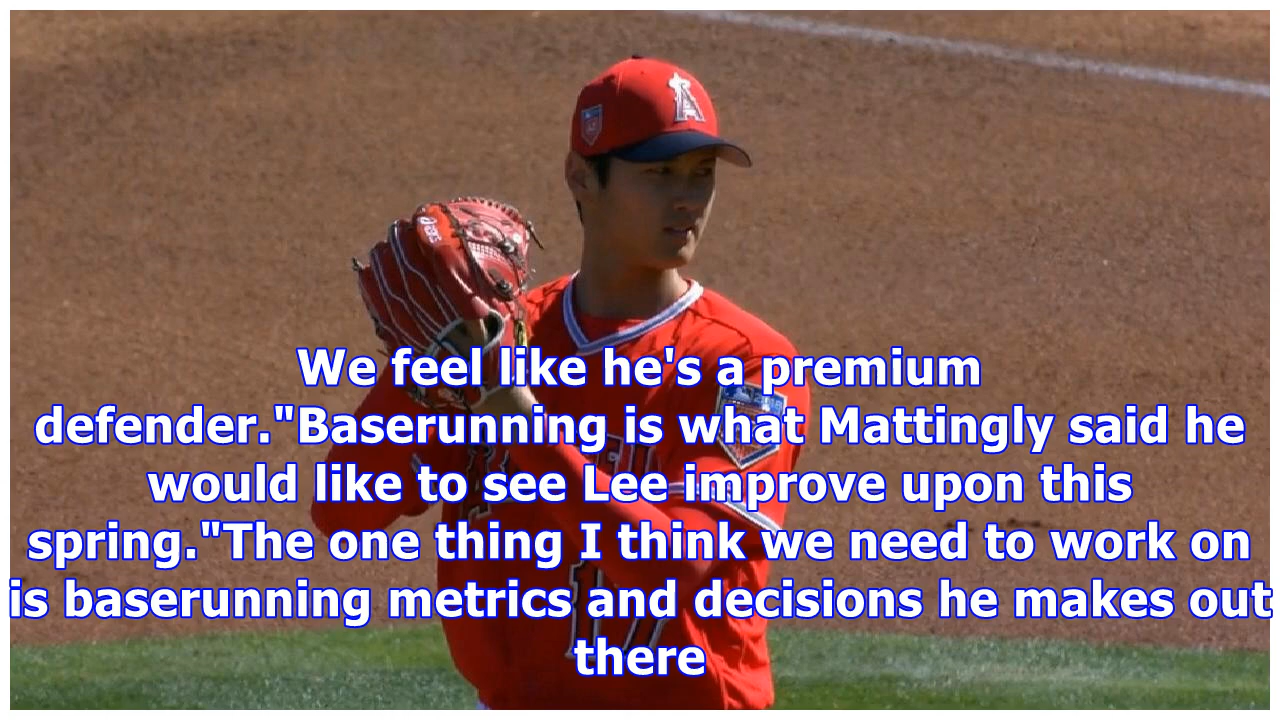 A
asics
We feel like he's a premium
defender."Baserunning is what Mattingly said he
would like to see Lee improve upon this
spring."The one thing I think we need to work on
is baserunning metrics and decisions he makes out
there